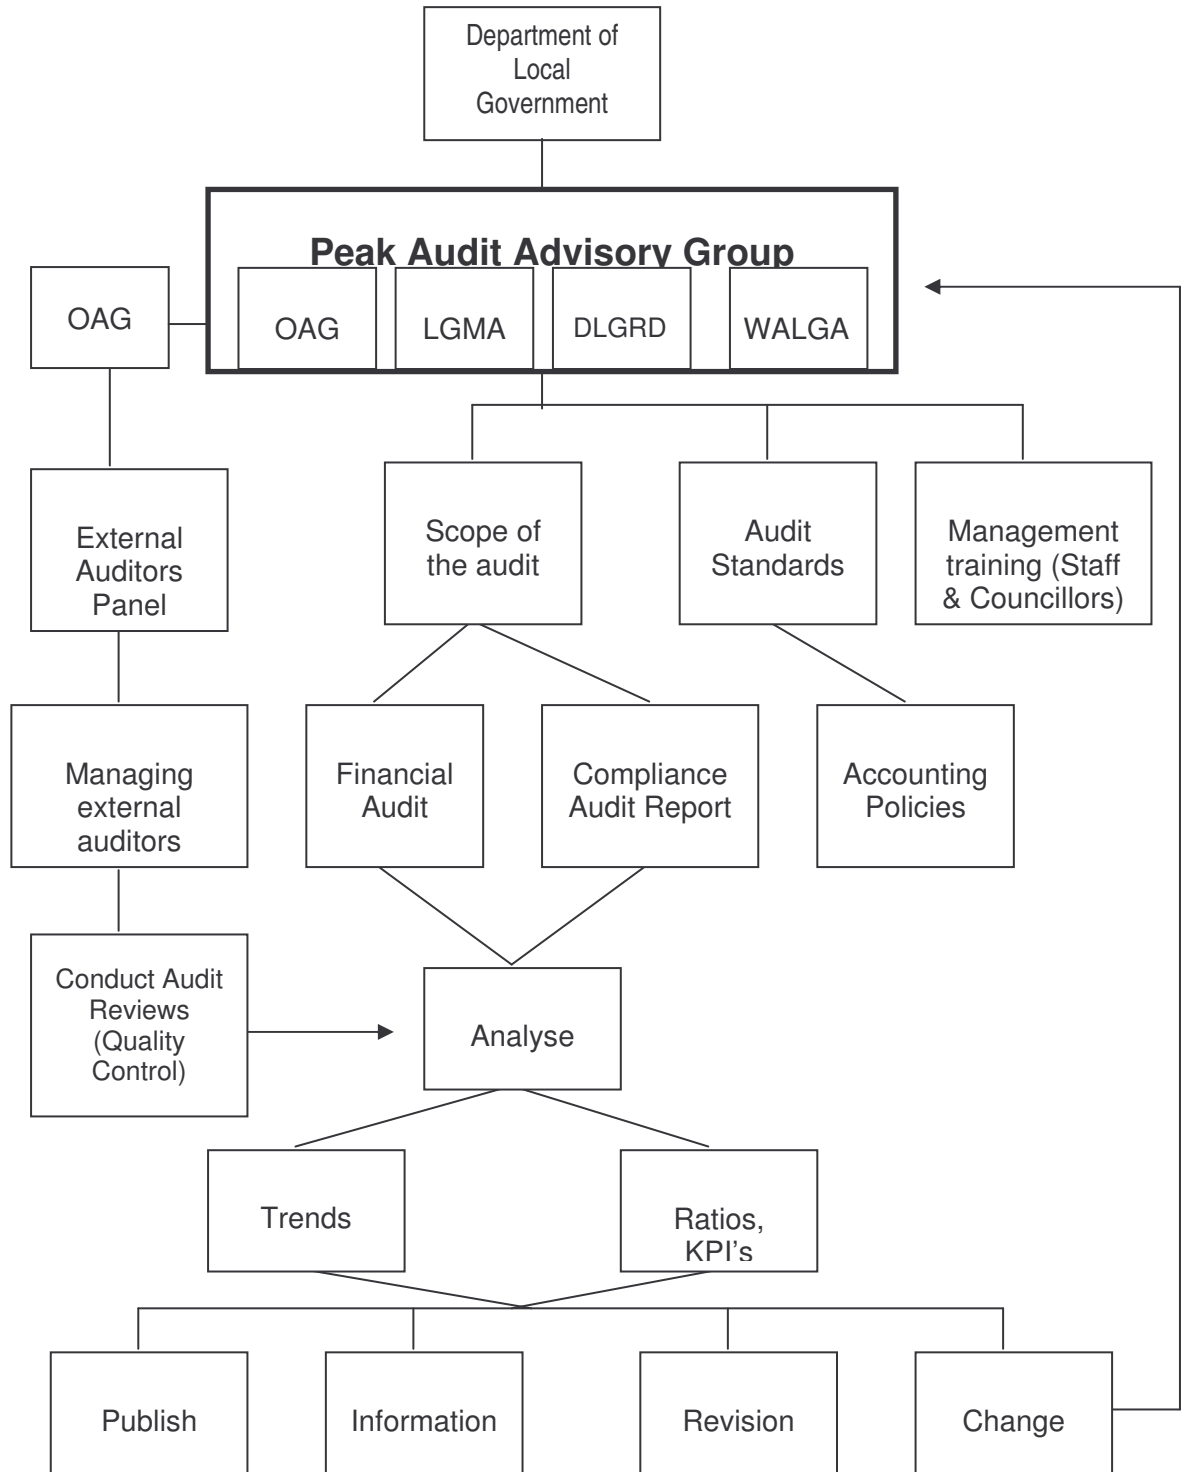 Department of
Local
Government
Peak Audit Advisory Group
OAG
OAG
LGMA
DLGRD
WALGA
External
Auditors
Panel
Scope of
the audit
Audit
Standards
Management
training (Staff
& Councillors)
Managing
external
auditors
Financial
Audit
Compliance
Audit Report
Accounting
Policies
Conduct Audit
Reviews
(Quality
Control)
Analyse
Trends
Ratios,
KPI's
Publish
Information
Revision
Change